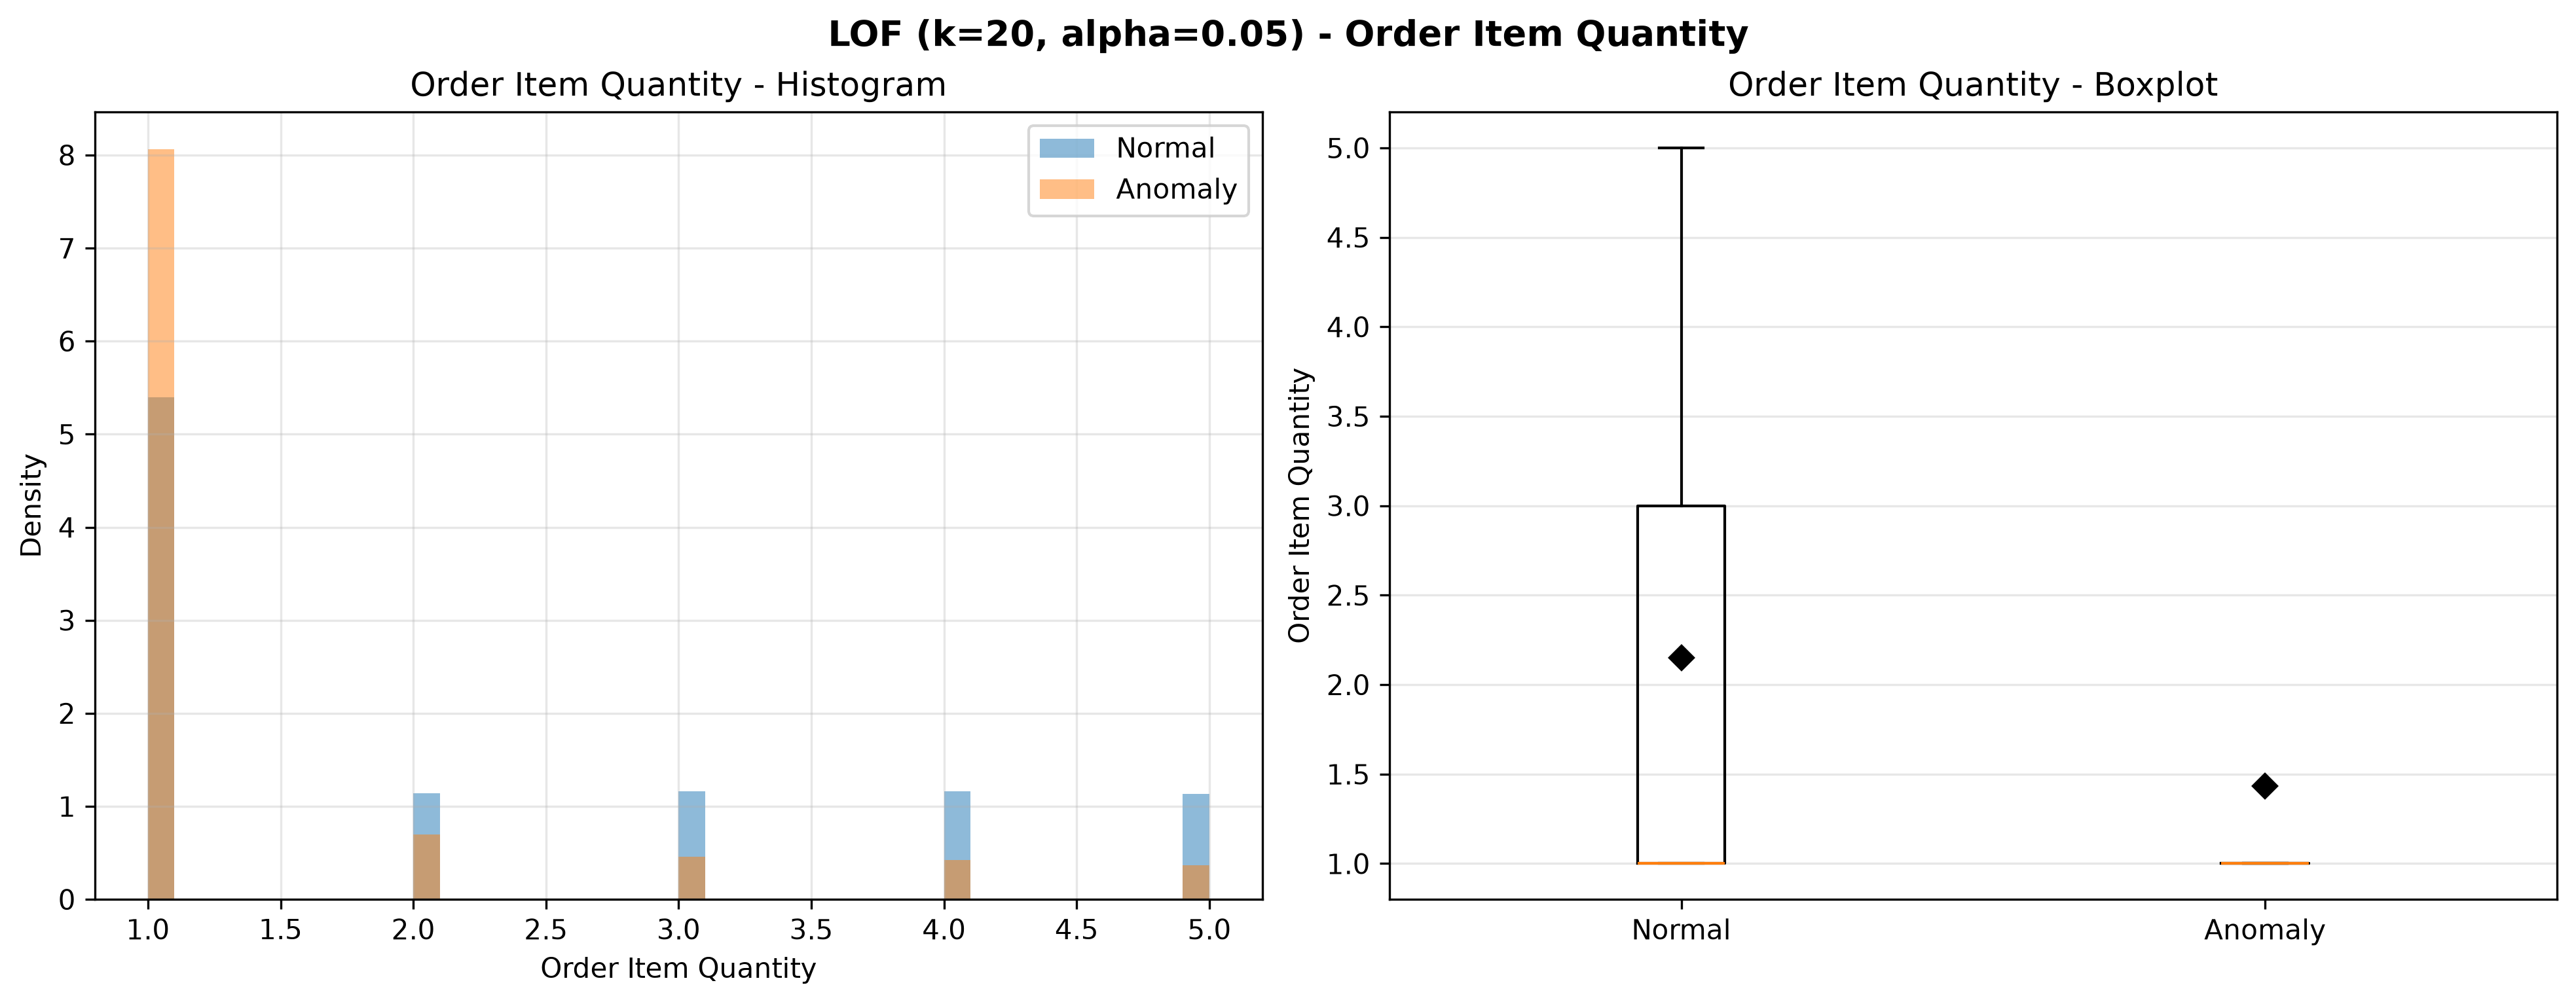 LOF (k=20, alpha=0.05) - Order Item Quantity
Order Item Quantity - Histogram
Normal
Anomaly
Density
8
7
6
5
4
3
2
1
0
1.0 1.5 2.0 2.5 3.0 3.5 4.0 4.5 5.0
Order Item Quantity
Order Item Quantity - Boxplot
Order Item Quantity
5.0
4.5
4.0
3.5
3.0
2.5
2.0
1.5
1.0
Normal Anomaly